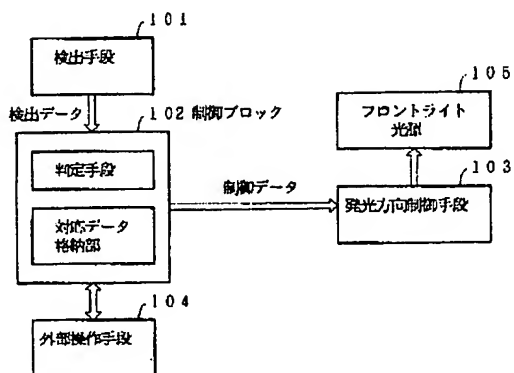 101
検出手段
検出データ
102 制御ブロック
判定手段
対応データ
格納部
制御データ
105
フロントライト
光源
103
発光方向制御手段
104
外部操作手段